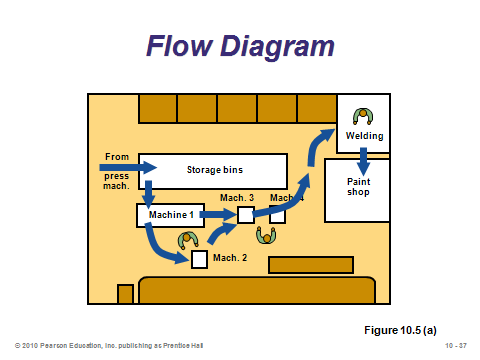 Flow Diagram
From
press
mach.
Storage bins
Welding
Paint
shop
Mach. 3
Mach. 4
Machine 1
Mach. 2
Figure 10.5 (a)
© 2010 Pearson Education, Inc. publishing as Prentice Hall
10 - 37